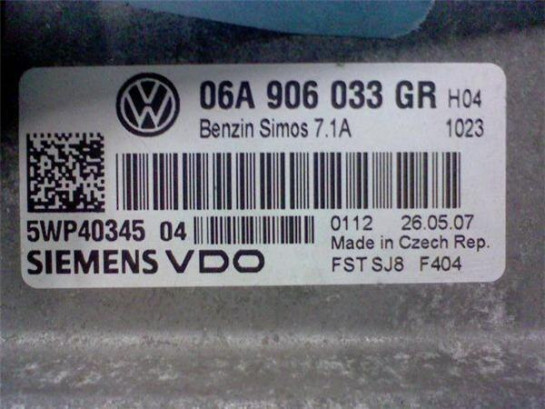 06A 906 033 GR H04
Benzin Simos 7.1A 1023
5WP40345 04 0112 26.05.07
Made in Czech Rep.
SIEMENS VDO FST SJ8 F404